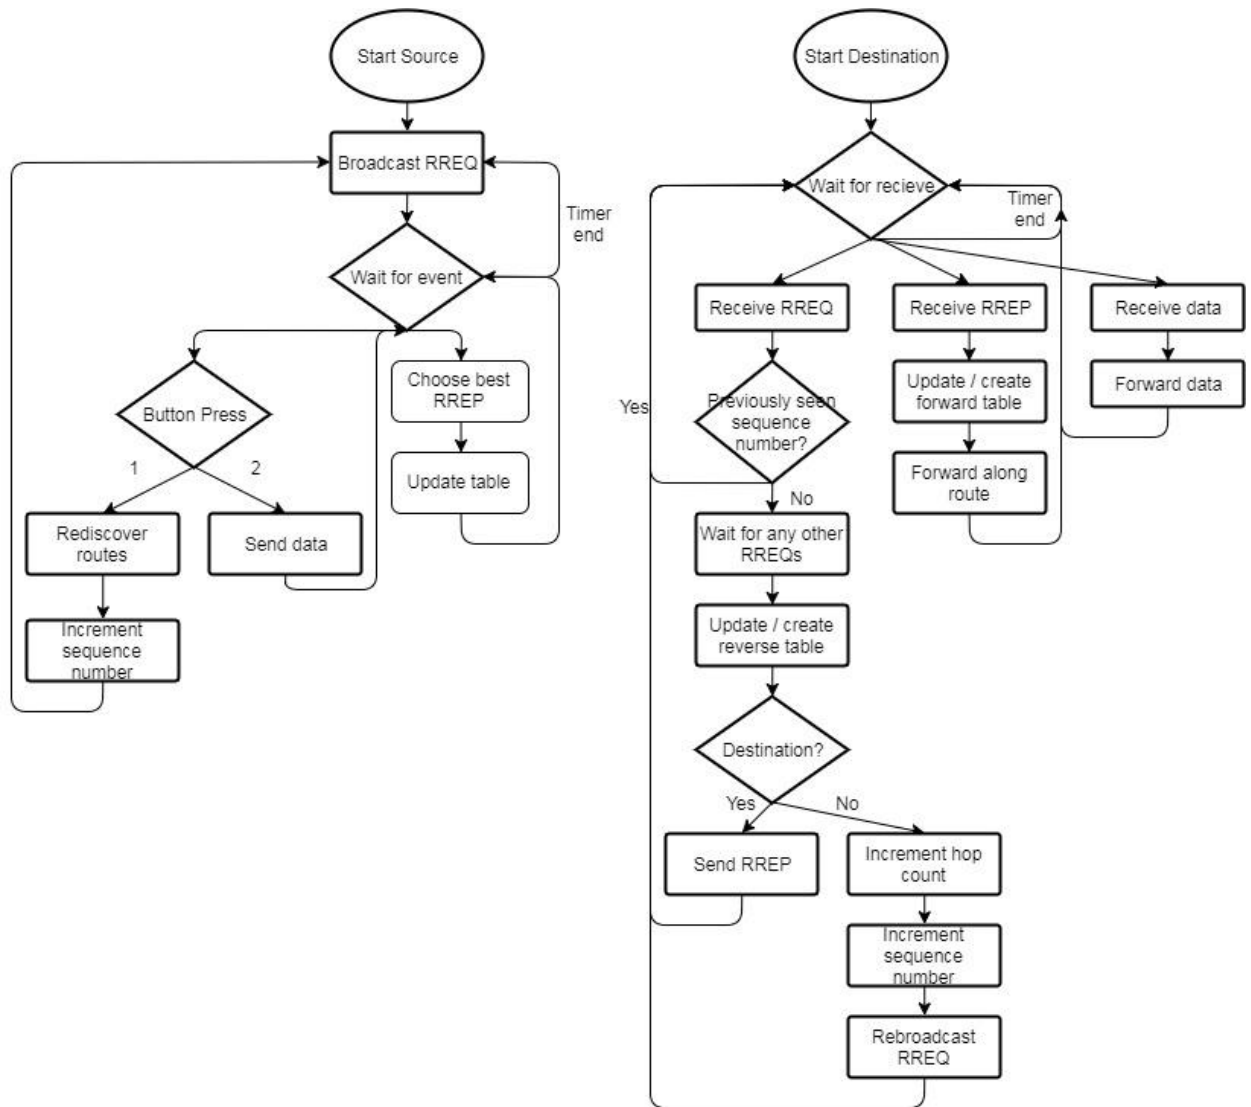 Start Source
Broadcast RREQ
Timer
end
Wait for event
Button Press
1
2
Choose best
RREP
Update table
Rediscover
routes
Send data
Increment
sequence
number
Start Destination
Wait for recieve
Timer
end
Receive RREQ
Receive RREP
Receive data
Yes
Previously seen
sequence
number?
Update / create
forward table
Forward data
Forward along
route
No
Wait for any other
RREQs
Update / create
reverse table
Destination?
Yes
No
Send RREP
Increment hop
count
Increment
sequence
number
Rebroadcast
RREQ